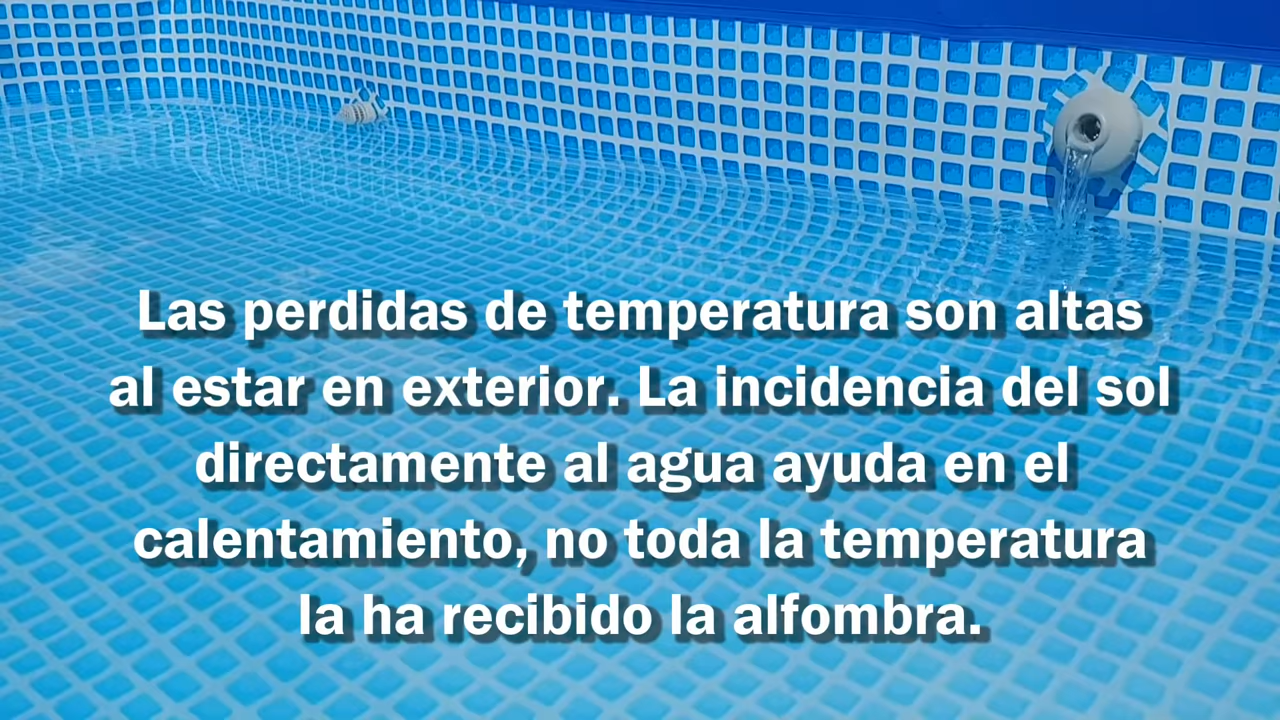 Las perdidas de temperatura son altas
al estar en exterior. La incidencia del sol
directamente al agua ayuda en el
calentamiento, no toda la temperatura
la ha recibido la alfombra.